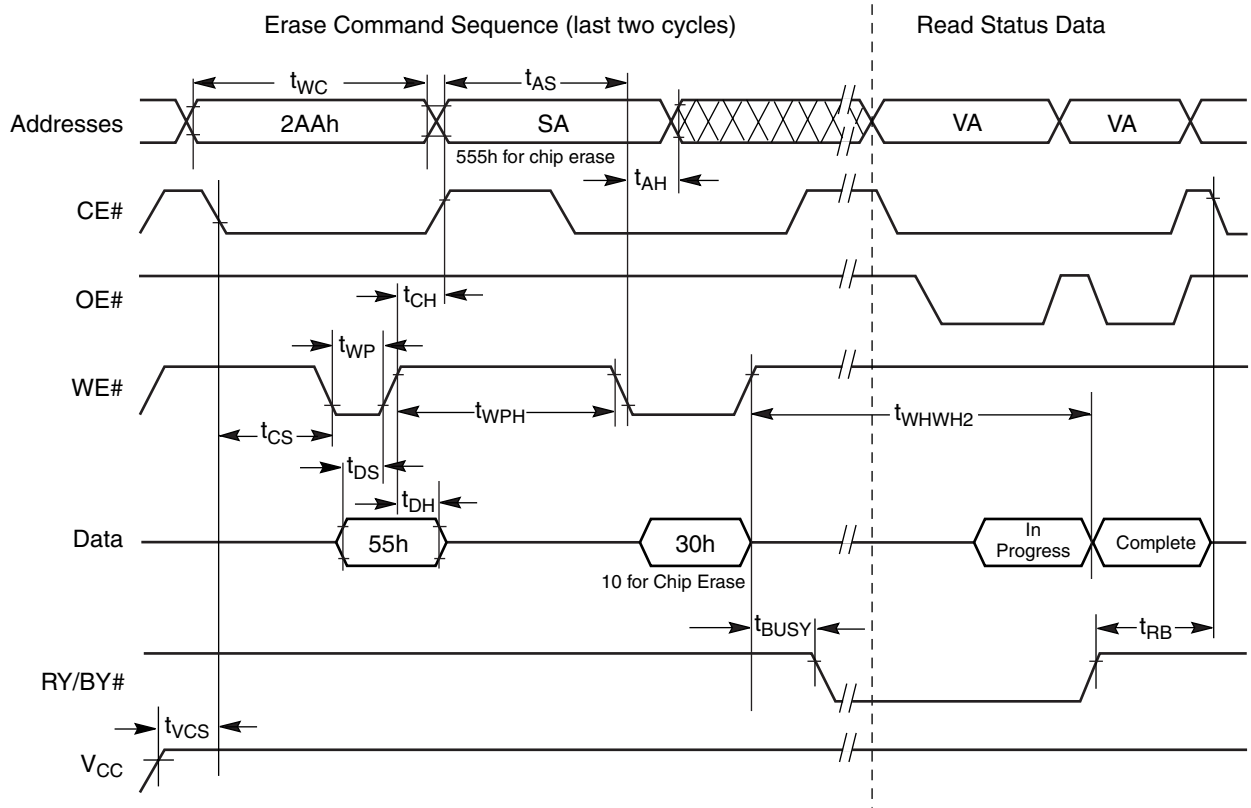 Erase Command Sequence (last two cycles)
Read Status Data
tWC
tAS
Addresses
2AAh
SA
VA
VA
555h for chip erase
tAH
CE#
OE#
tCH
tWP
WE#
tWPH
tWHWH2
tCS
tDS
tDH
Data
55h
30h
In
Progress
Complete
10 for Chip Erase
tBUSY
tRB
RY/BY#
tVCS
VCC